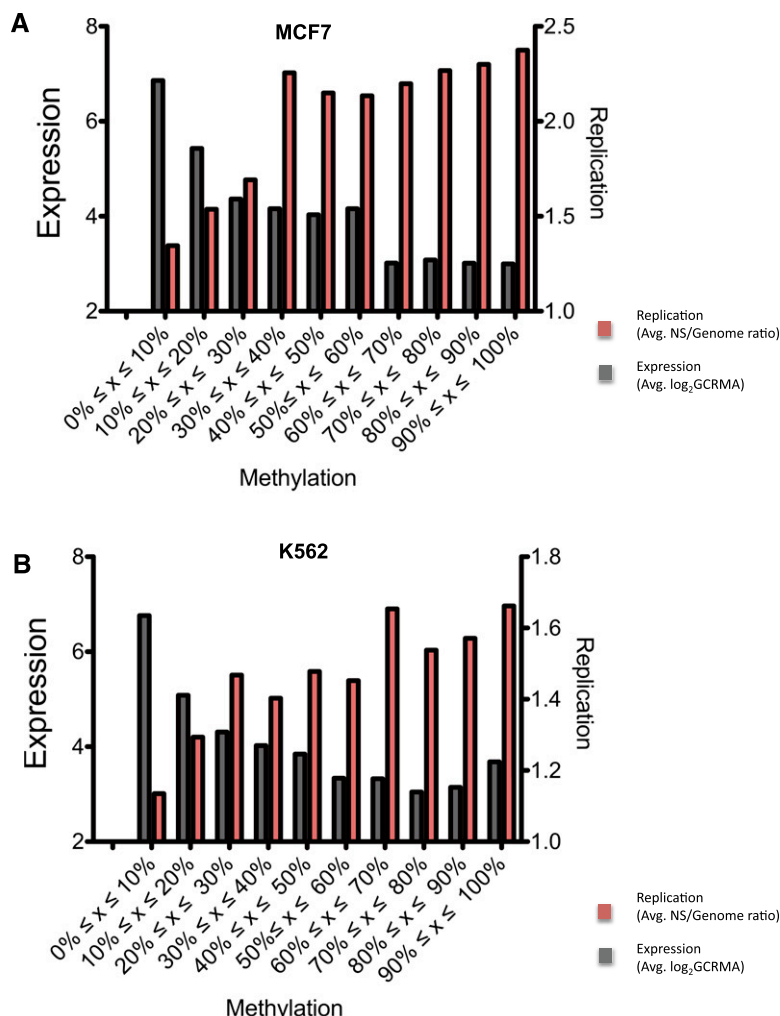 A
MCF7
8
6
4
2
Expression
2.5
2.0
1.5
1.0
Replication
0% ≤ x ≤ 10%
10% ≤ x ≤ 20%
20% ≤ x ≤ 30%
30% ≤ x ≤ 40%
40% ≤ x ≤ 50%
50%≤ x ≤ 60%
60% ≤ x ≤ 70%
70% ≤ x ≤ 80%
80% ≤ x ≤ 90%
90% ≤ x ≤ 100%
Methylation
Replication
(Avg. NS/Genome ratio)
Expression
(Avg. log₂GCRMA)
B
K562
8
6
4
2
Expression
1.8
1.6
1.4
1.2
1.0
Replication
0% ≤ x ≤ 10%
10% ≤ x ≤ 20%
20% ≤ x ≤ 30%
30% ≤ x ≤ 40%
40% ≤ x ≤ 50%
50%≤ x ≤ 60%
60% ≤ x ≤ 70%
70% ≤ x ≤ 80%
80% ≤ x ≤ 90%
90% ≤ x ≤ 100%
Methylation
Replication
(Avg. NS/Genome ratio)
Expression
(Avg. log₂GCRMA)